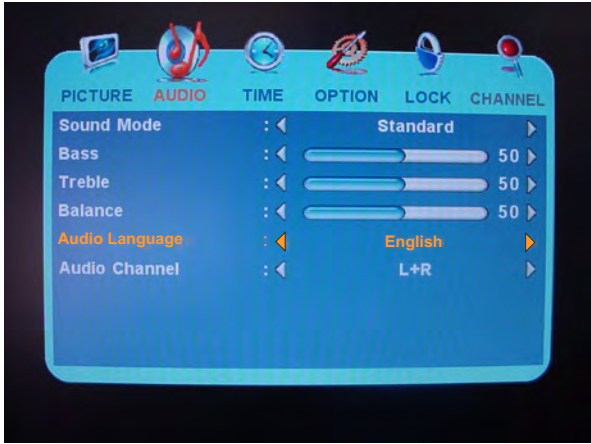 PICTURE AUDIO TIME OPTION LOCK CHANNEL
Sound Mode : Standard
Bass : 50
Treble : 50
Balance : 50
Audio Language : English
Audio Channel : L+R